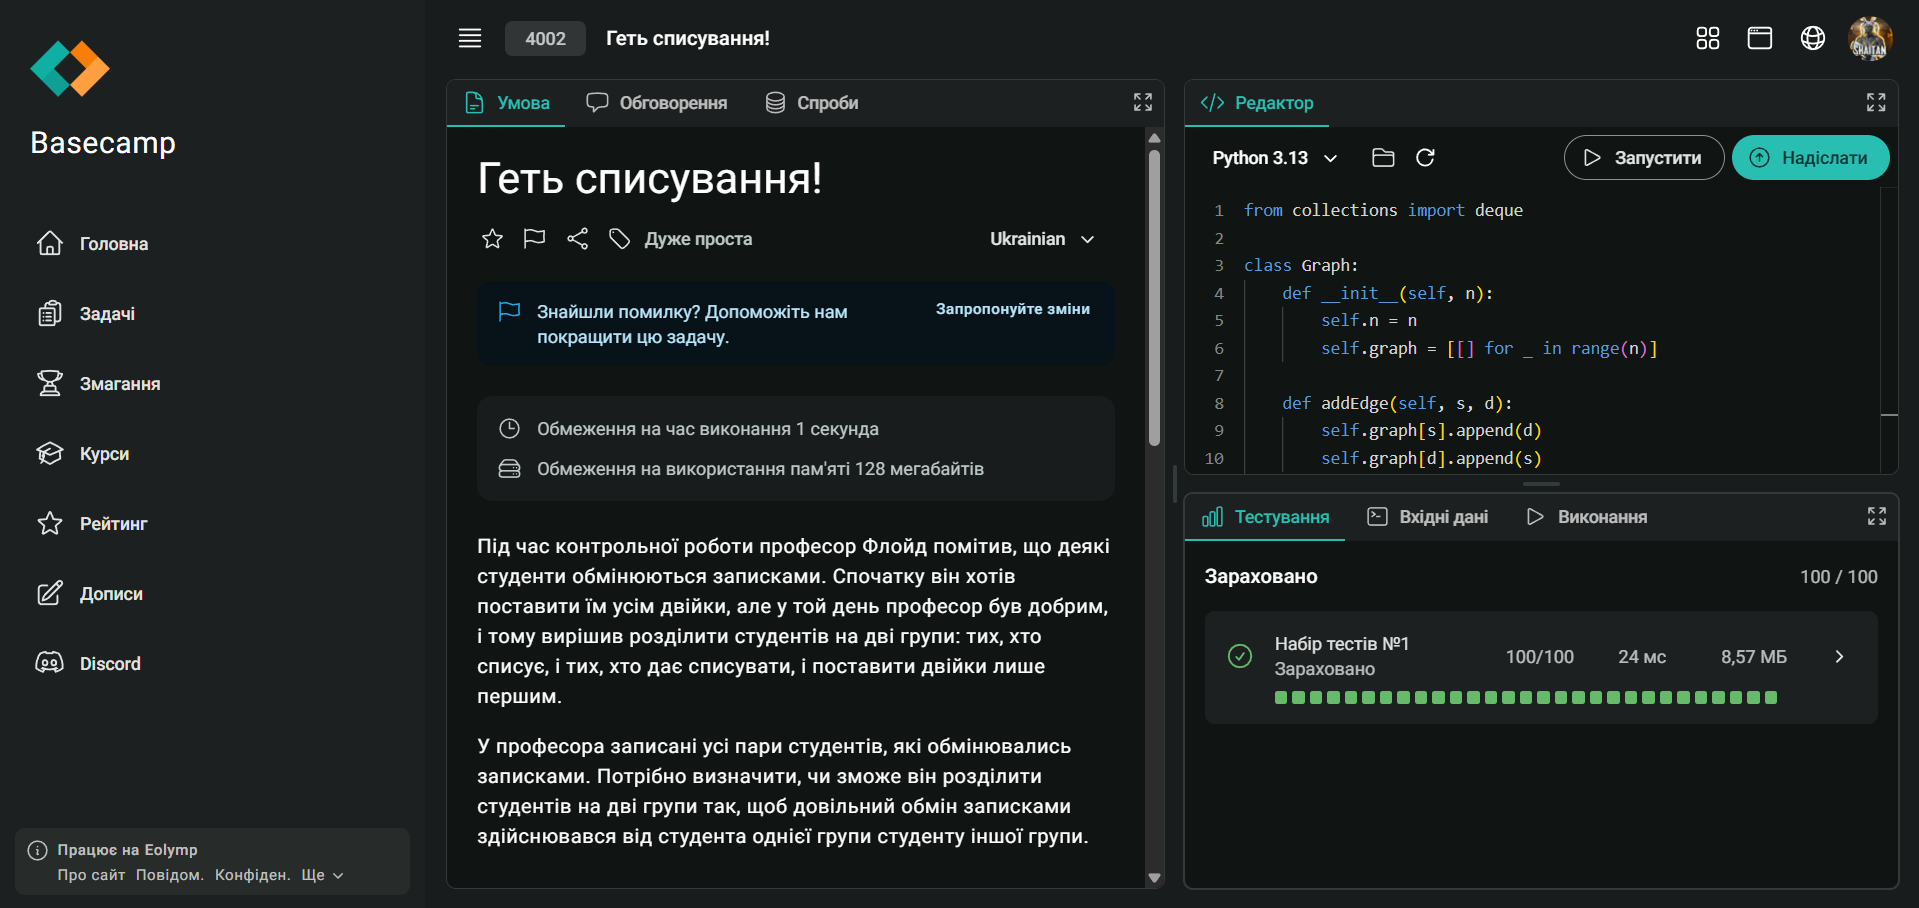 Basecamp
Головна
Задачі
Змагання
Курси
Рейтинг
Дописи
Discord
Працює на Eolymp
Про сайт Повідом. Конфіден. Ще
4002 Геть списування!
SHAITAN
Умова Обговорення Спроби
Геть списування!
Дуже проста Ukrainian
Знайшли помилку? Допоможіть нам
покращити цю задачу.
Запропонуйте зміни
Обмеження на час виконання 1 секунда
Обмеження на використання пам'яті 128 мегабайтів
Під час контрольної роботи професор Флойд помітив, що деякі
студенти обмінюються записками. Спочатку він хотів
поставити їм усім двійки, але у той день професор був добрим,
і тому вирішив розділити студентів на дві групи: тих, хто
списує, і тих, хто дає списувати, і поставити двійки лише
першим.
У професора записані усі пари студентів, які обмінювались
записками. Потрібно визначити, чи зможе він розділити
студентів на дві групи так, щоб довільний обмін записками
здійснювався від студента однієї групи студенту іншої групи.
Редактор
Python 3.13 Запустити Надіслати
1 from collections import deque
2
3 class Graph:
4 def __init__(self, n):
5 self.n = n
6 self.graph = [[] for _ in range(n)]
7
8 def addEdge(self, s, d):
9 self.graph[s].append(d)
10 self.graph[d].append(s)
Тестування Вхідні дані Виконання
Зараховано 100 / 100
Набір тестів №1
Зараховано
100/100 24 мс 8,57 МБ